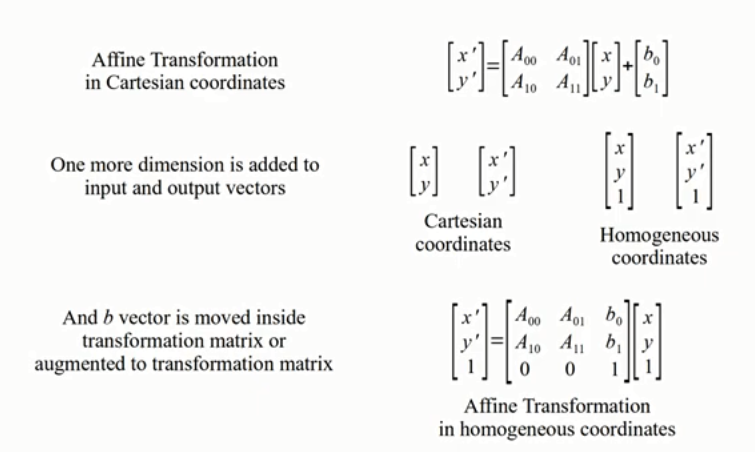 Affine Transformation
in Cartesian coordinates
[x′ y′] = [A₀₀ A₀₁; A₁₀ A₁₁][x y] + [b₀ b₁]
One more dimension is added to
input and output vectors
[x y] [x′ y′]
Cartesian
coordinates
[x y 1] [x′ y′ 1]
Homogeneous
coordinates
And b vector is moved inside
transformation matrix or
augmented to transformation matrix
[x′ y′ 1] = [A₀₀ A₀₁ b₀; A₁₀ A₁₁ b₁; 0 0 1][x y 1]
Affine Transformation
in homogeneous coordinates